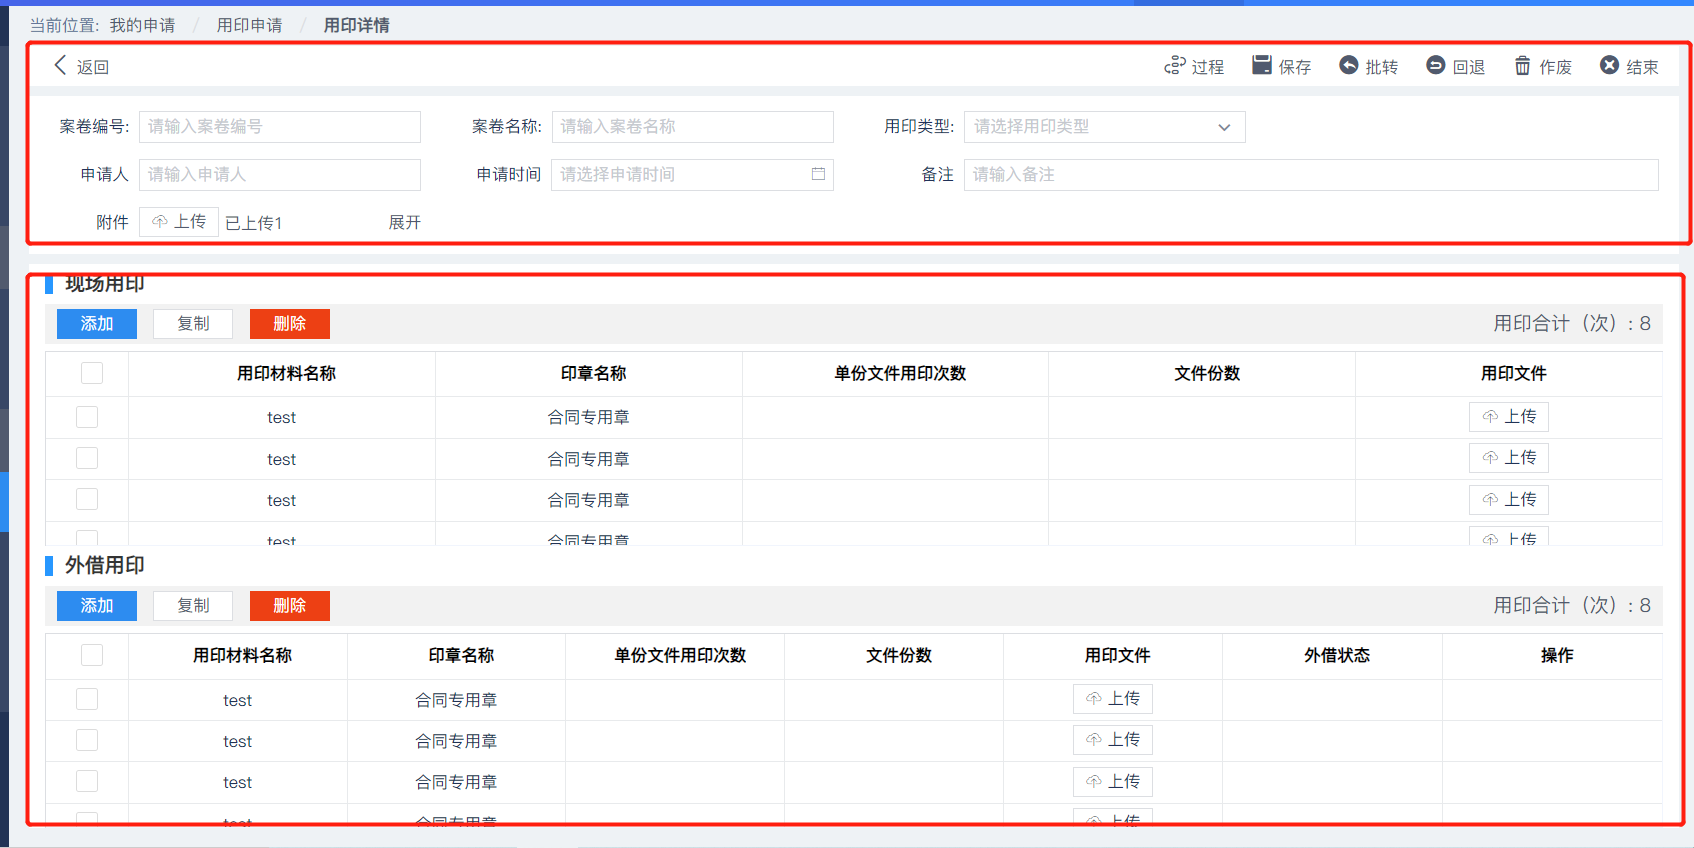 当前位置: 我的申请 / 用印申请 / 用印详情
返回 过程 保存 批转 回退 作废 结束
案卷编号: 请输入案卷编号 案卷名称: 请输入案卷名称 用印类型: 请选择用印类型
申请人 请输入申请人 申请时间 请选择申请时间 备注 请输入备注
附件 上传 已上传1 展开
现场用印
添加 复制 删除 用印合计（次）: 8
用印材料名称 印章名称 单份文件用印次数 文件份数 用印文件
test 合同专用章 上传
test 合同专用章 上传
test 合同专用章 上传
test 合同专用章 上传
外借用印
添加 复制 删除 用印合计（次）: 8
用印材料名称 印章名称 单份文件用印次数 文件份数 用印文件 外借状态 操作
test 合同专用章 上传
test 合同专用章 上传
test 合同专用章 上传
test 合同专用章 上传